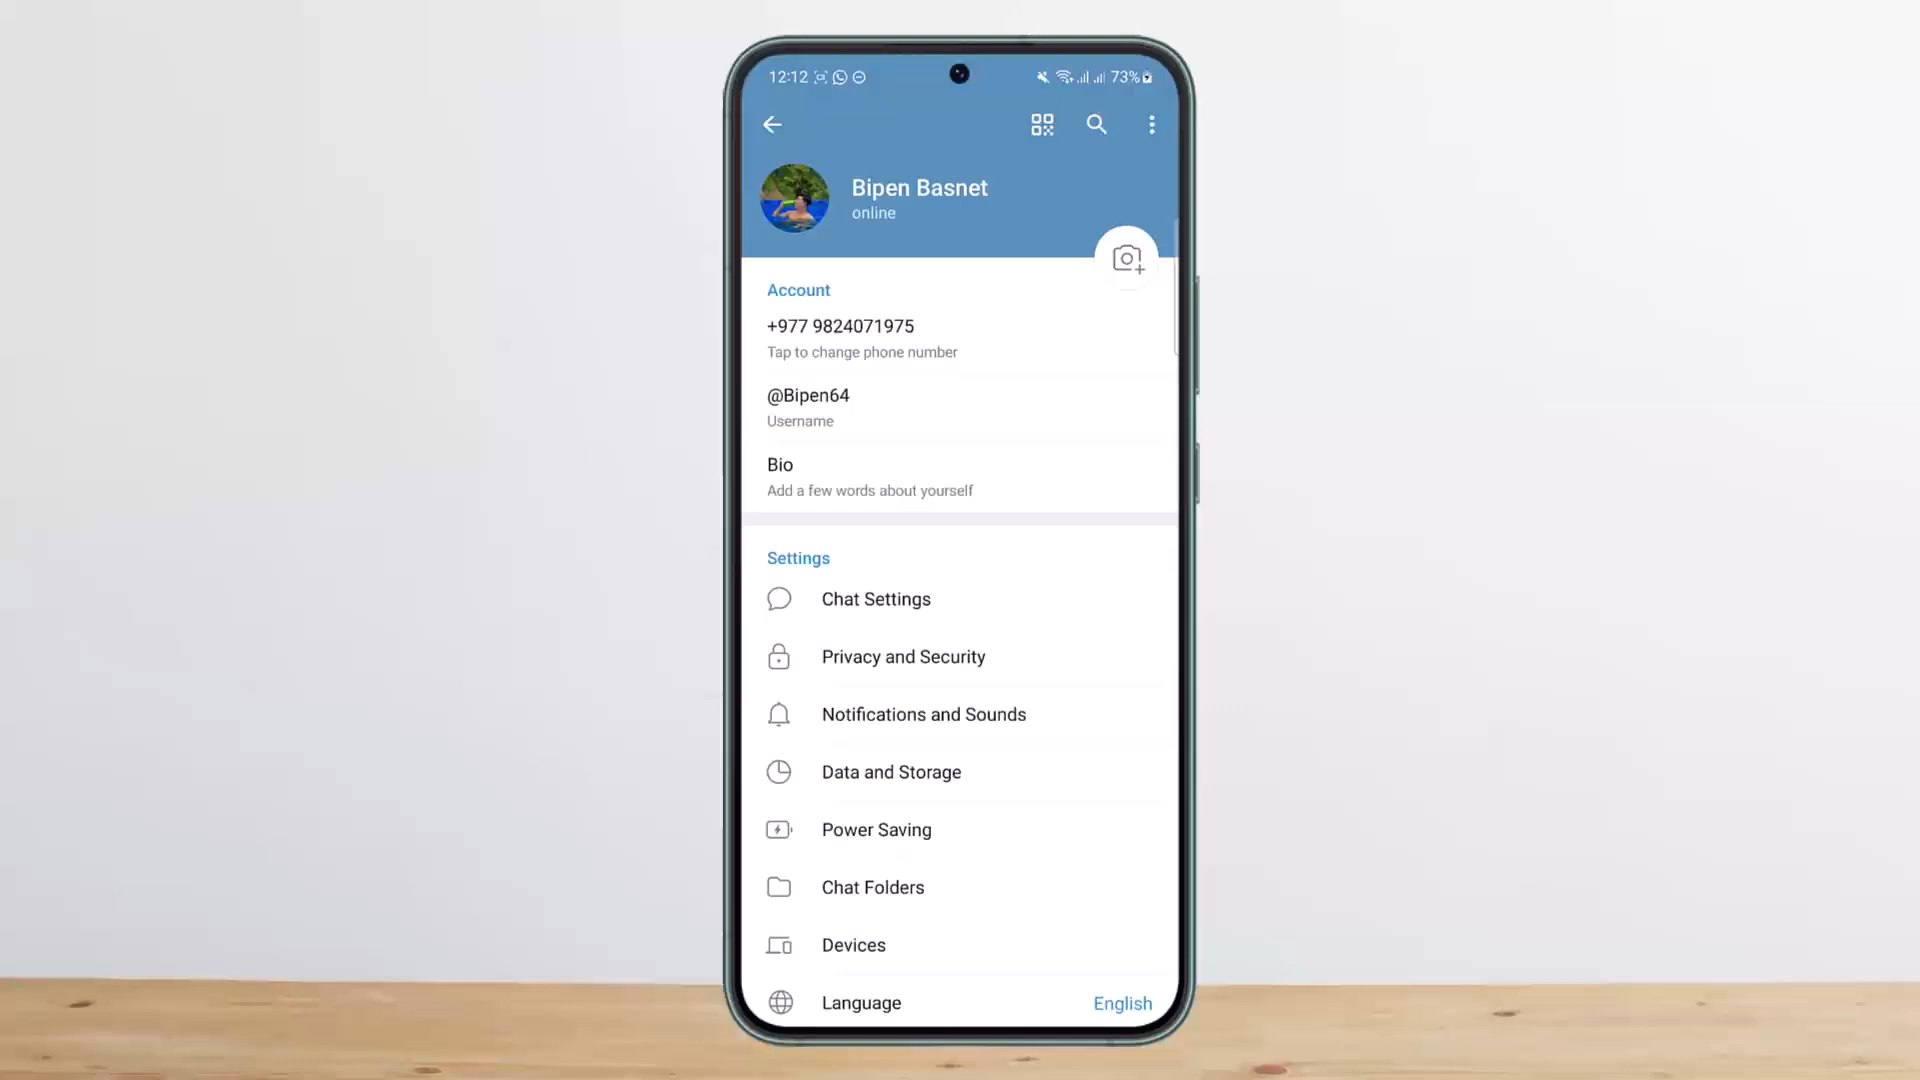 12:12 73%
Bipen Basnet
online
Account
+977 9824071975
Tap to change phone number
@Bipen64
Username
Bio
Add a few words about yourself
Settings
Chat Settings
Privacy and Security
Notifications and Sounds
Data and Storage
Power Saving
Chat Folders
Devices
Language English